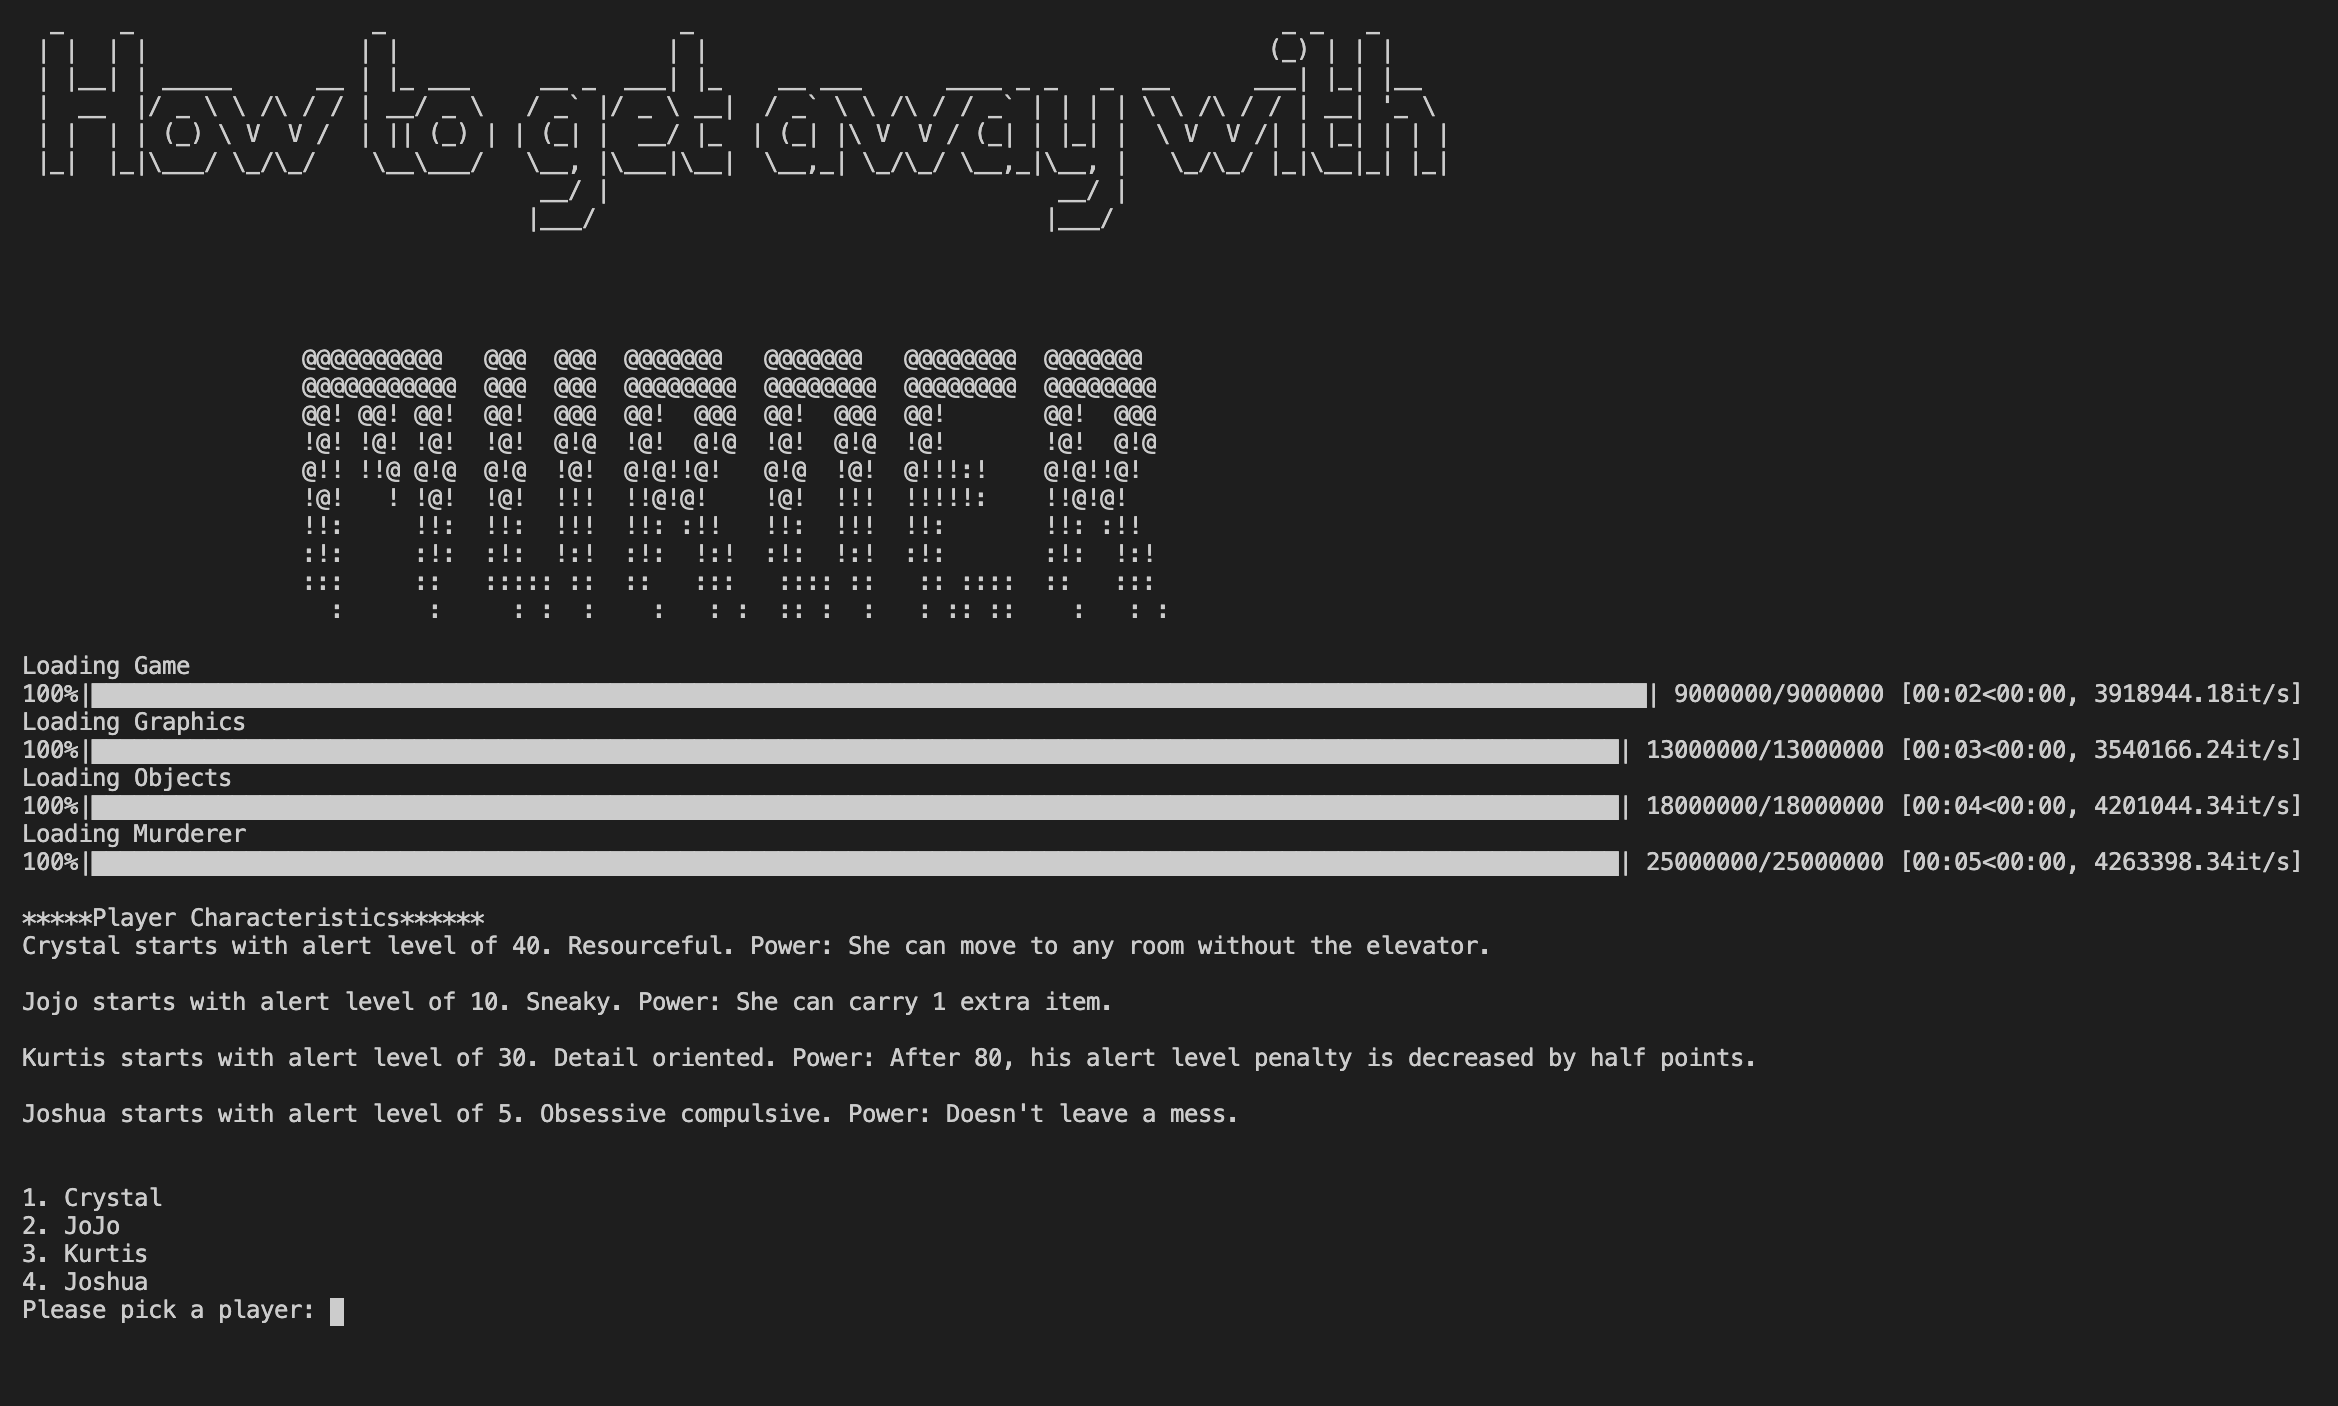 How to get away with
MURDER
Loading Game
100%| | 9000000/9000000 [00:02<00:00, 3918944.18it/s]
Loading Graphics
100%| | 13000000/13000000 [00:03<00:00, 3540166.24it/s]
Loading Objects
100%| | 18000000/18000000 [00:04<00:00, 4201044.34it/s]
Loading Murderer
100%| | 25000000/25000000 [00:05<00:00, 4263398.34it/s]
*****Player Characteristics******
Crystal starts with alert level of 40. Resourceful. Power: She can move to any room without the elevator.
Jojo starts with alert level of 10. Sneaky. Power: She can carry 1 extra item.
Kurtis starts with alert level of 30. Detail oriented. Power: After 80, his alert level penalty is decreased by half points.
Joshua starts with alert level of 5. Obsessive compulsive. Power: Doesn't leave a mess.
1. Crystal
2. JoJo
3. Kurtis
4. Joshua
Please pick a player: